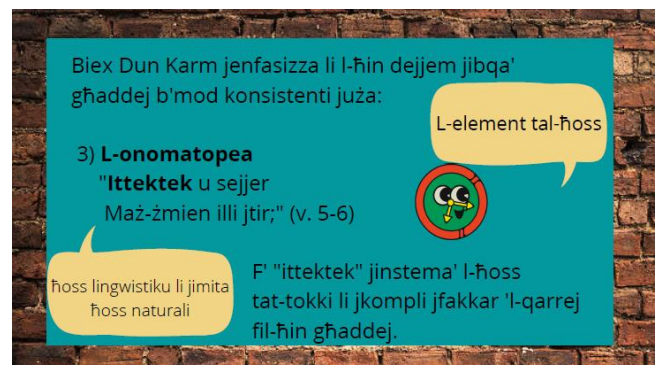 Biex Dun Karm jenfasizza li l-ħin dejjem jibqa'
għaddej b'mod konsistenti juża:
L-element tal-ħoss
3) L-onomatopea
"Ittektek u sejjer
Maż-żmien illi jtir;" (v. 5-6)
ħoss lingwistiku li jimita
ħoss naturali
F' "ittektek" jinstema' l-ħoss
tat-tokki li jkompli jfakkar 'l-qarrej
fil-ħin għaddej.